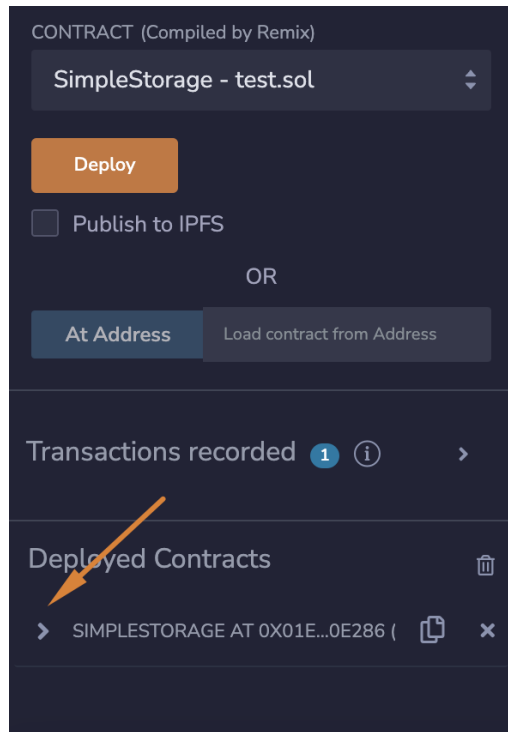 CONTRACT (Compiled by Remix)
SimpleStorage - test.sol
Deploy
Publish to IPFS
OR
At Address Load contract from Address
Transactions recorded 1 i
Deployed Contracts
SIMPLESTORAGE AT 0X01E...0E286 (